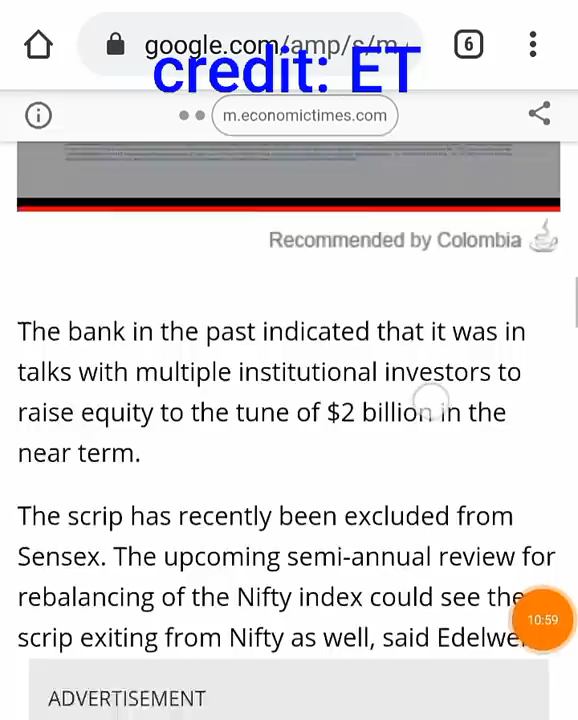 google.com/amp/s/m
6
credit: ET
m.economictimes.com
Recommended by Colombia
The bank in the past indicated that it was in
talks with multiple institutional investors to
raise equity to the tune of $2 billion in the
near term.
The scrip has recently been excluded from
Sensex. The upcoming semi-annual review for
rebalancing of the Nifty index could see the
10:59
scrip exiting from Nifty as well, said
ADVERTISEMENT